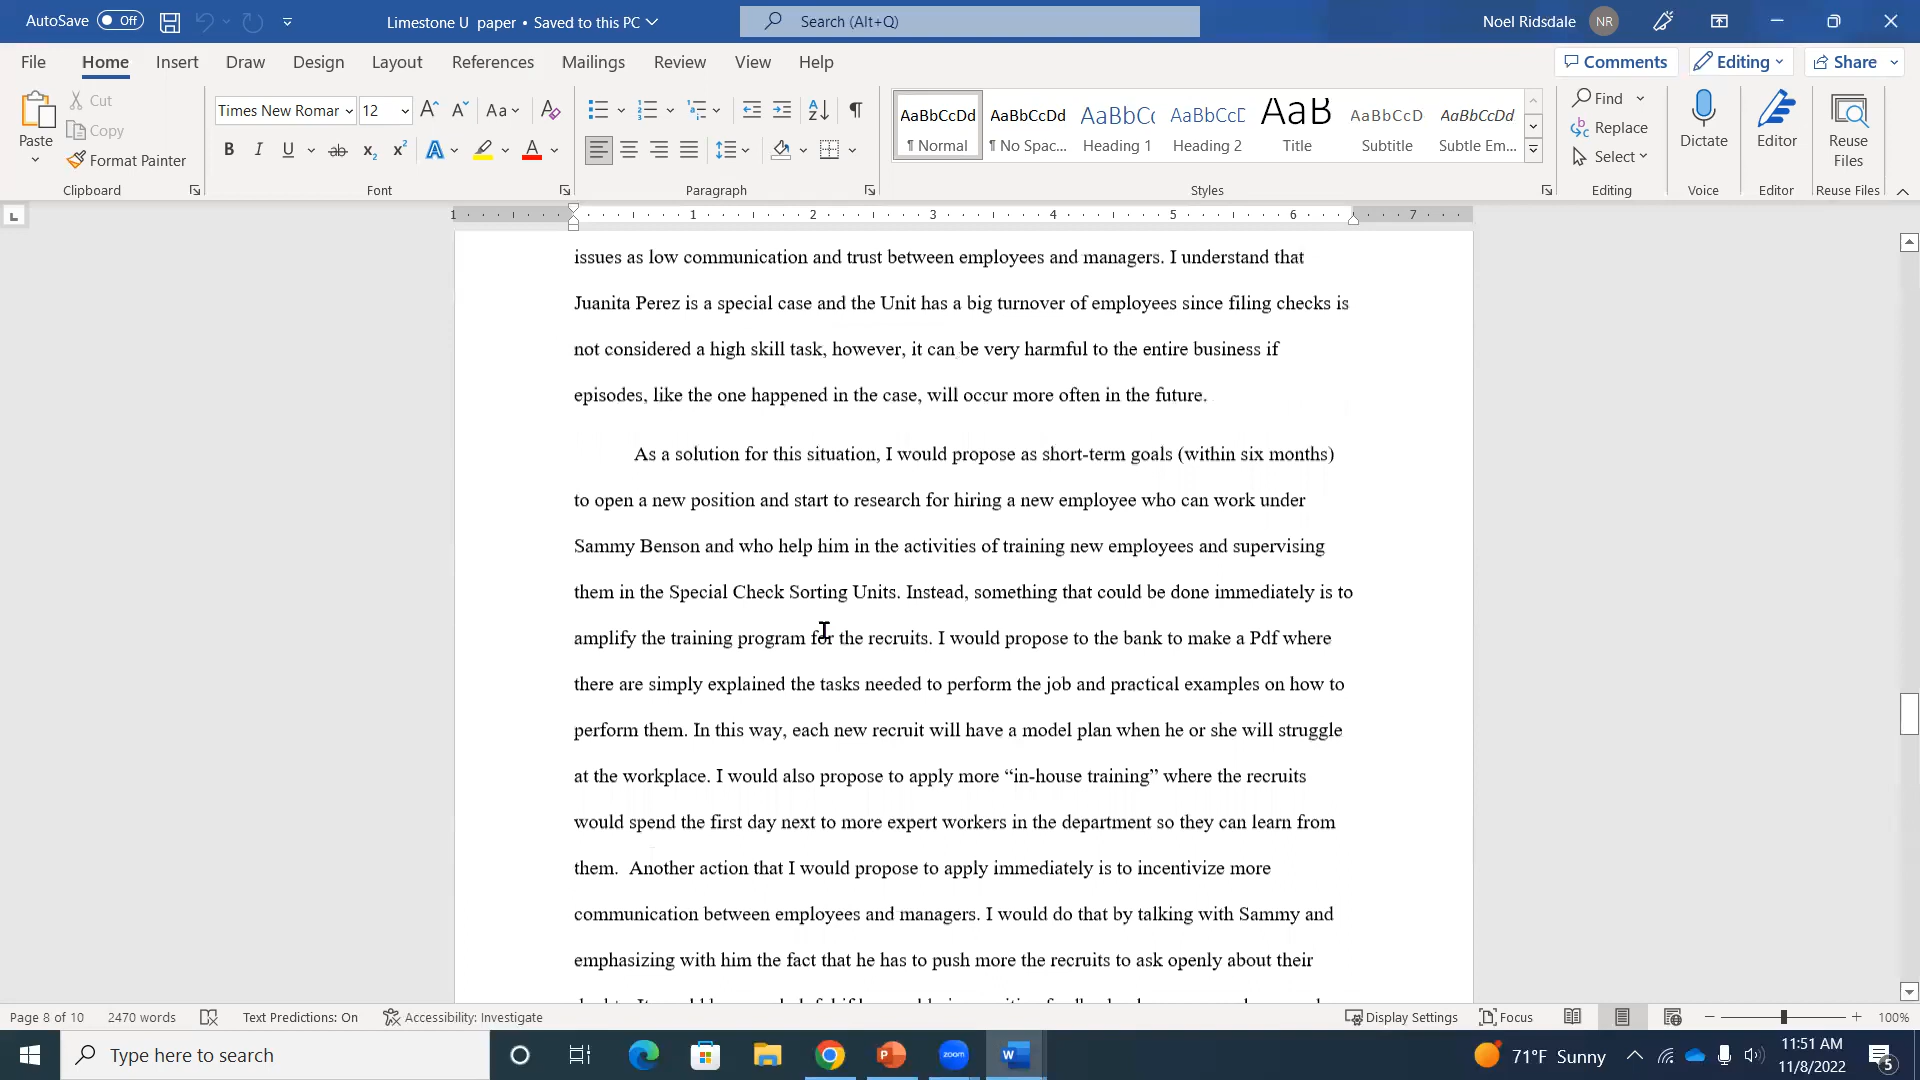 AutoSave Off Limestone U paper • Saved to this PC Search (Alt+Q) Noel Ridsdale NR
File Home Insert Draw Design Layout References Mailings Review View Help Comments Editing Share
Paste Cut Copy Format Painter
Times New Roman 12 Aa
AaBbCcDd AaBbCcDd AaBbCc AaBbCcD AaB AaBbCcD AaBbCcDd
¶ Normal ¶ No Spac... Heading 1 Heading 2 Title Subtitle Subtle Em...
Find Replace Select
Dictate Editor Reuse Files
Clipboard Font Paragraph Styles Editing Voice Editor Reuse Files
1 1 2 3 4 5 6 7
issues as low communication and trust between employees and managers. I understand that
Juanita Perez is a special case and the Unit has a big turnover of employees since filing checks is
not considered a high skill task, however, it can be very harmful to the entire business if
episodes, like the one happened in the case, will occur more often in the future.
As a solution for this situation, I would propose as short-term goals (within six months)
to open a new position and start to research for hiring a new employee who can work under
Sammy Benson and who help him in the activities of training new employees and supervising
them in the Special Check Sorting Units. Instead, something that could be done immediately is to
amplify the training program for the recruits. I would propose to the bank to make a Pdf where
there are simply explained the tasks needed to perform the job and practical examples on how to
perform them. In this way, each new recruit will have a model plan when he or she will struggle
at the workplace. I would also propose to apply more “in-house training” where the recruits
would spend the first day next to more expert workers in the department so they can learn from
them.  Another action that I would propose to apply immediately is to incentivize more
communication between employees and managers. I would do that by talking with Sammy and
emphasizing with him the fact that he has to push more the recruits to ask openly about their
Page 8 of 10 2470 words Text Predictions: On Accessibility: Investigate Display Settings Focus 100%
Type here to search 71°F Sunny 11:51 AM
11/8/2022 5